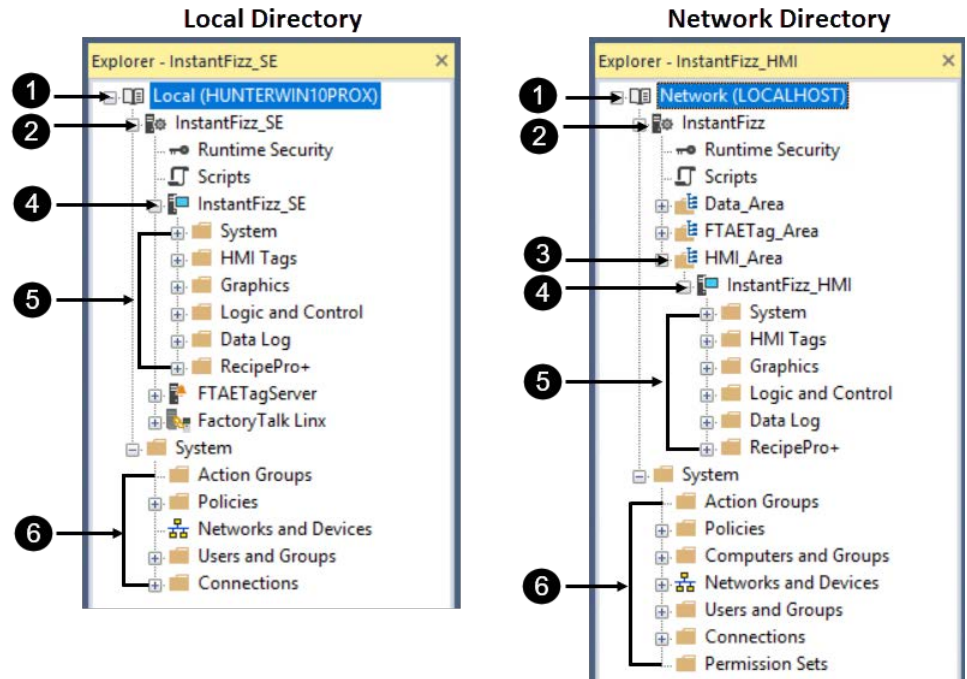 Local Directory
Explorer - InstantFizz_SE
1
Local (HUNTERWIN10PROX)
2
InstantFizz_SE
Runtime Security
Scripts
4
InstantFizz_SE
System
HMI Tags
Graphics
5
Logic and Control
Data Log
RecipePro+
FTAETagServer
FactoryTalk Linx
System
Action Groups
Policies
6
Networks and Devices
Users and Groups
Connections
Network Directory
Explorer - InstantFizz_HMI
1
Network (LOCALHOST)
2
InstantFizz
Runtime Security
Scripts
Data_Area
FTAETag_Area
3
HMI_Area
4
InstantFizz_HMI
System
HMI Tags
Graphics
5
Logic and Control
Data Log
RecipePro+
System
Action Groups
Policies
Computers and Groups
6
Networks and Devices
Users and Groups
Connections
Permission Sets